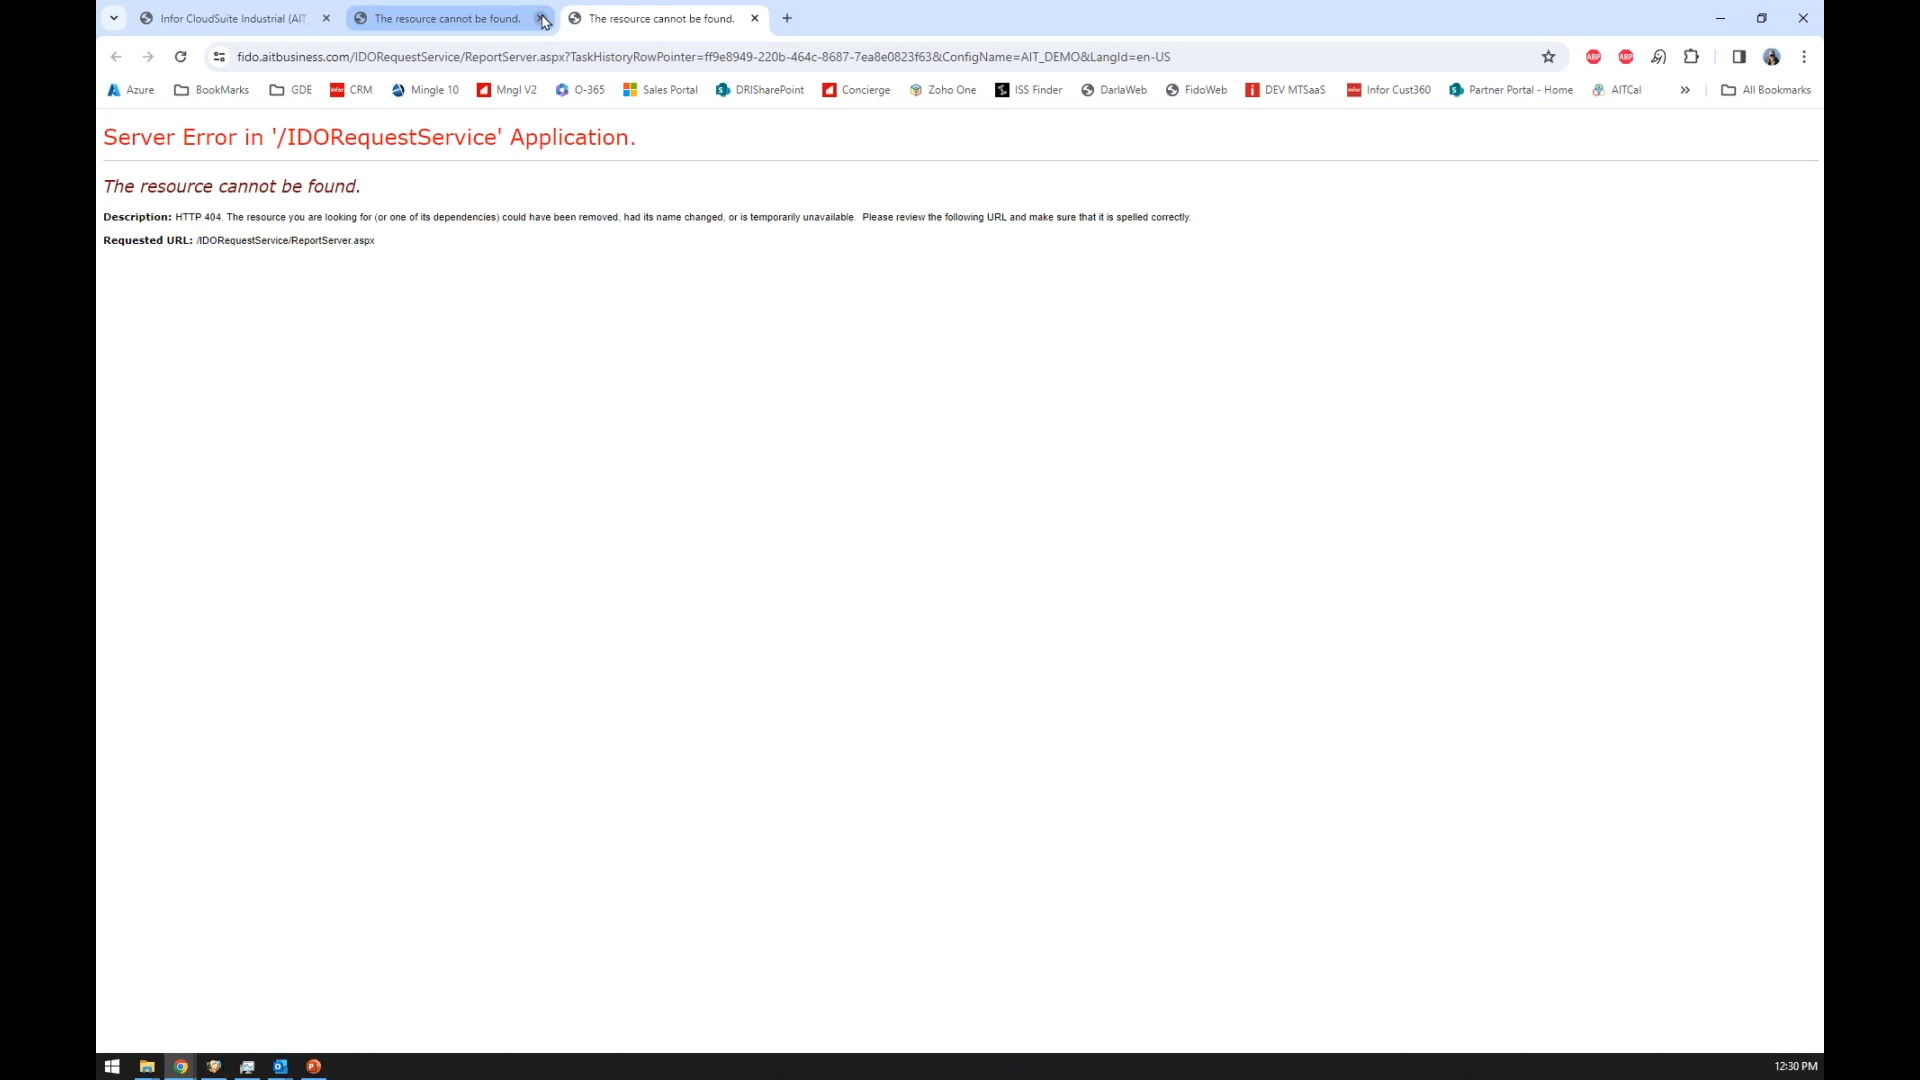 Infor CloudSuite Industrial (AIT_
The resource cannot be found.
The resource cannot be found.
fido.aitbusiness.com/IDORequestService/ReportServer.aspx?TaskHistoryRowPointer=ff9e8949-220b-464c-8687-7ea8e0823f63&ConfigName=AIT_DEMO&LangId=en-US
ABP
ABP
Azure
BookMarks
GDE
infor
CRM
Mingle 10
Mngl V2
O-365
Sales Portal
DRISharePoint
Concierge
Zoho One
ISS Finder
DarlaWeb
FidoWeb
DEV MTSaaS
infor
Infor Cust360
Partner Portal - Home
AITCal
»
All Bookmarks
Server Error in '/IDORequestService' Application.
The resource cannot be found.
Description: HTTP 404. The resource you are looking for (or one of its dependencies) could have been removed, had its name changed, or is temporarily unavailable.  Please review the following URL and make sure that it is spelled correctly.
Requested URL: /IDORequestService/ReportServer.aspx
12:30 PM